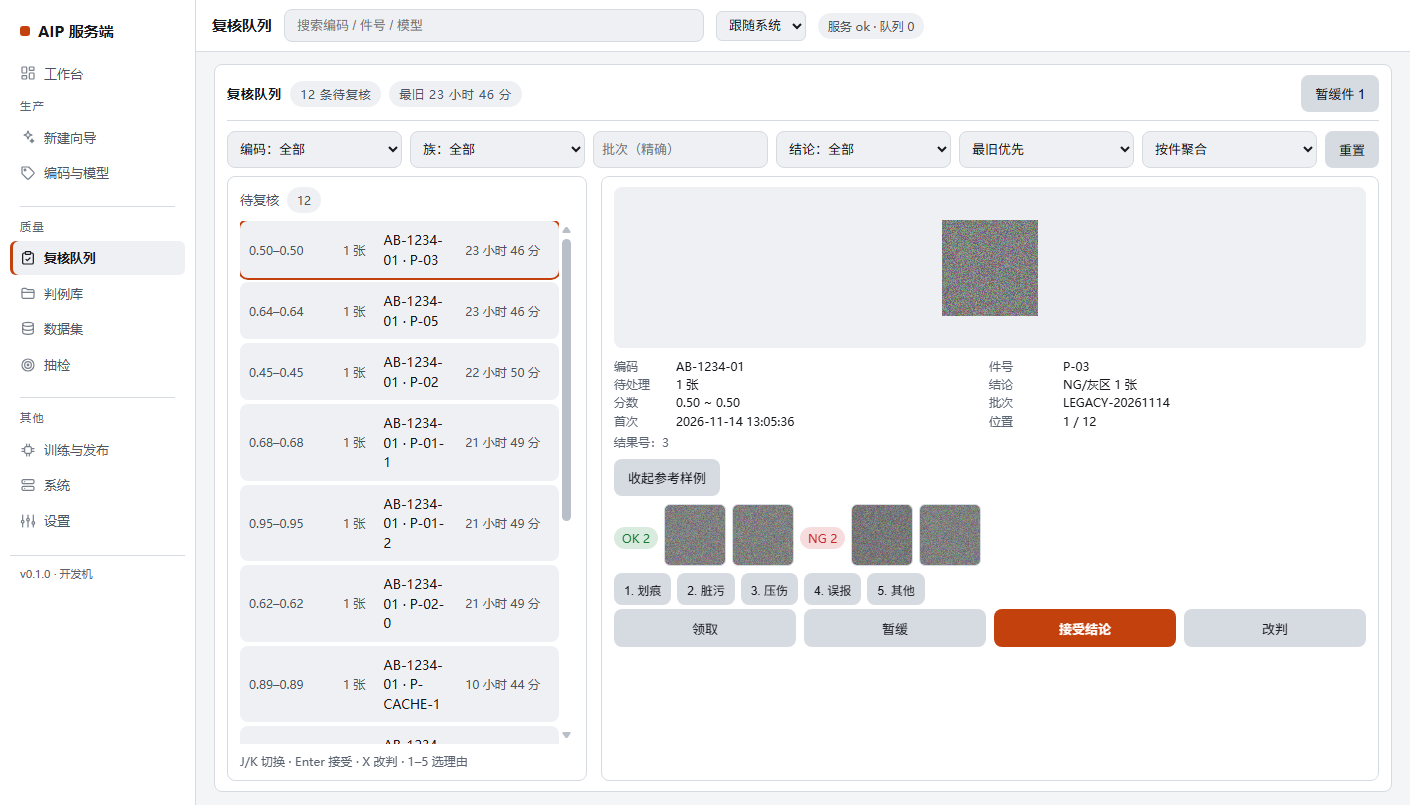 AIP 服务端
工作台
生产
新建向导
编码与模型
质量
复核队列
判例库
数据集
抽检
其他
训练与发布
系统
设置
v0.1.0 · 开发机
复核队列
搜索编码 / 件号 / 模型
跟随系统
服务 ok · 队列 0
复核队列
12 条待复核
最旧 23 小时 46 分
暂缓件 1
编码：全部
族：全部
批次（精确）
结论：全部
最旧优先
按件聚合
重置
待复核
12
0.50–0.50
1 张
AB-1234-
01 · P-03
23 小时 46 分
0.64–0.64
1 张
AB-1234-
01 · P-05
23 小时 46 分
0.45–0.45
1 张
AB-1234-
01 · P-02
22 小时 50 分
0.68–0.68
1 张
AB-1234-
01 · P-01-
1
21 小时 49 分
0.95–0.95
1 张
AB-1234-
01 · P-01-
2
21 小时 49 分
0.62–0.62
1 张
AB-1234-
01 · P-02-
0
21 小时 49 分
0.89–0.89
1 张
AB-1234-
01 · P-
CACHE-1
10 小时 44 分
AB-1234-
J/K 切换 · Enter 接受 · X 改判 · 1–5 选理由
编码
AB-1234-01
件号
P-03
待处理
1 张
结论
NG/灰区 1 张
分数
0.50 ~ 0.50
批次
LEGACY-20261114
首次
2026-11-14 13:05:36
位置
1 / 12
结果号：3
收起参考样例
OK 2
NG 2
1. 划痕
2. 脏污
3. 压伤
4. 误报
5. 其他
领取
暂缓
接受结论
改判